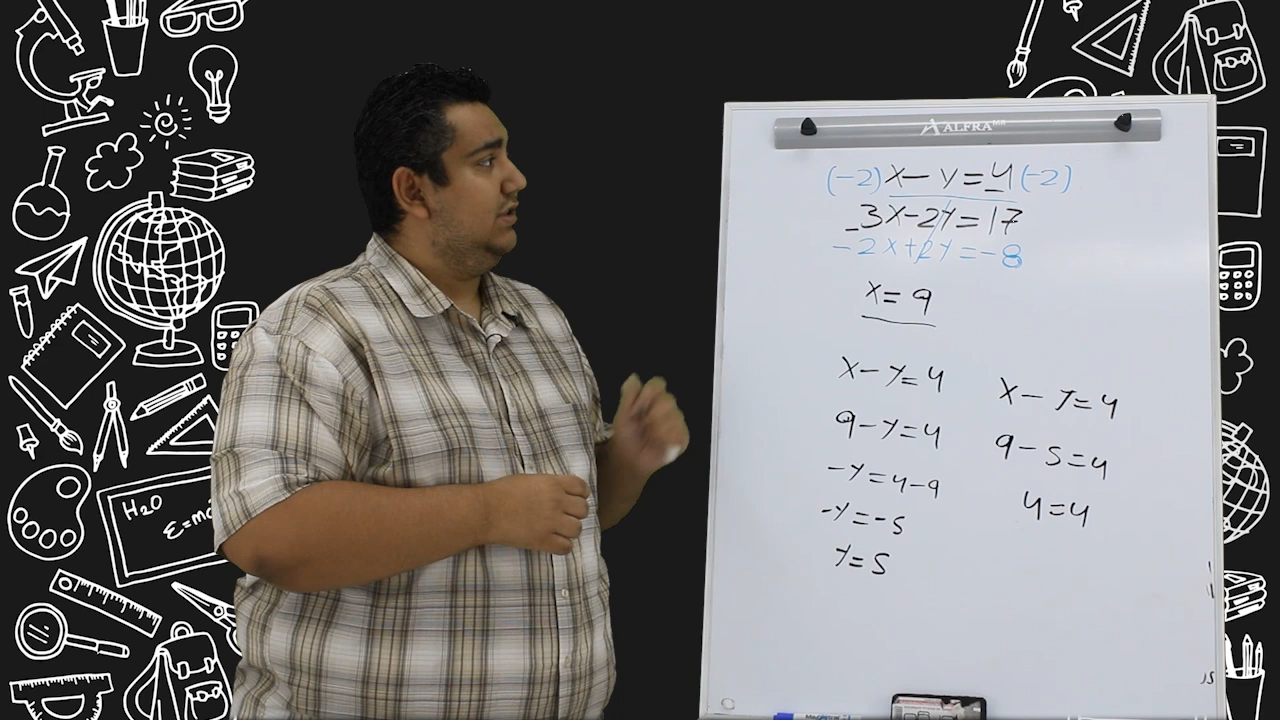 ALFRA
(-2) x - y = 4 (-2)
3x - 2y = 17
-2x + 2y = -8
x = 9
x - y = 4
9 - y = 4
-y = 4 - 9
-y = -5
y = 5
x - y = 4
9 - 5 = 4
4 = 4
H2O